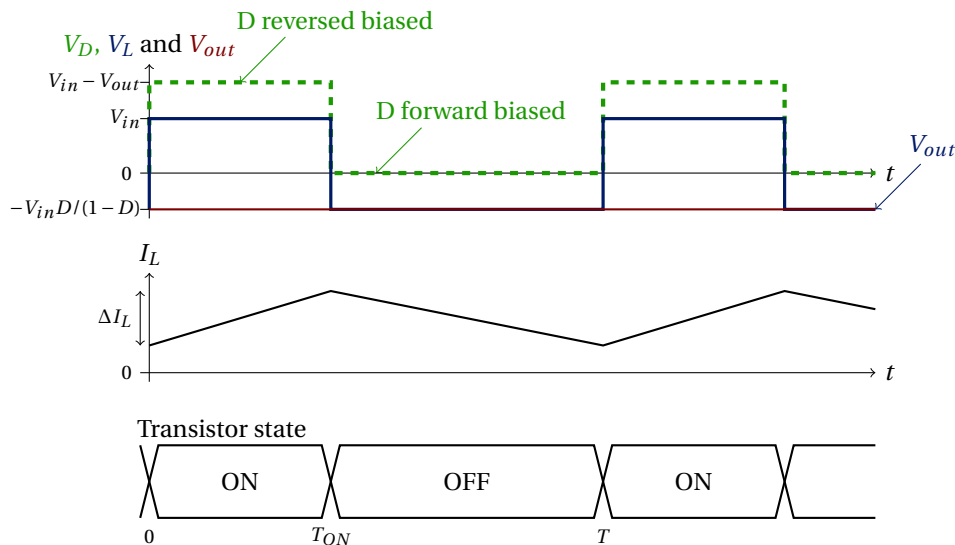 D reversed biased
V_D, V_L and V_out
V_in − V_out
D forward biased
V_in
V_out
0
t
−V_in D/(1 − D)
I_L
ΔI_L
0
t
Transistor state
ON
OFF
ON
0
T_ON
T